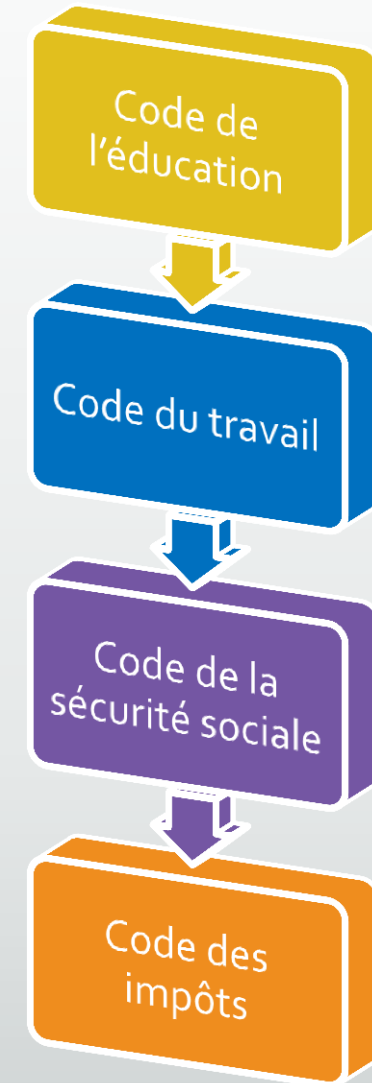 Code de
l'éducation
Code du travail
Code de la
sécurité sociale
Code des
impôts